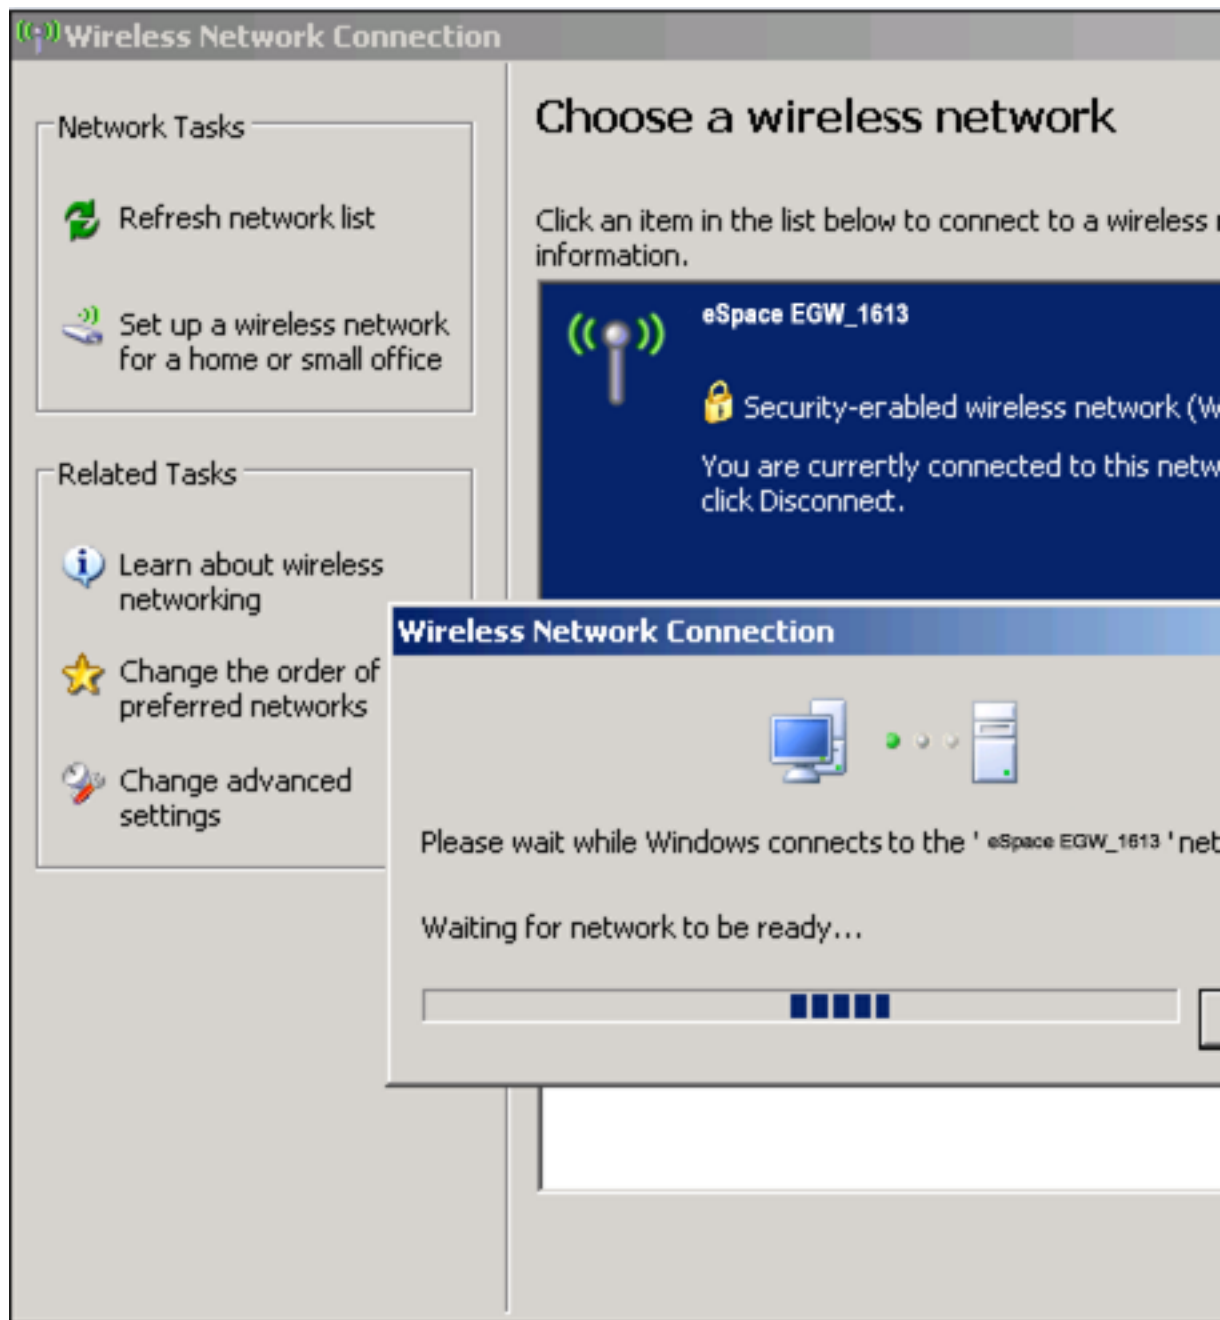 Wireless Network Connection
Network Tasks
Refresh network list
Set up a wireless network
for a home or small office
Related Tasks
Learn about wireless
networking
Change the order of
preferred networks
Change advanced
settings
Choose a wireless network
Click an item in the list below to connect to a wireless
information.
eSpace EGW_1613
Security-enabled wireless network (W
You are currently connected to this netw
click Disconnect.
Wireless Network Connection
Please wait while Windows connects to the ' eSpace EGW_1613 ' net
Waiting for network to be ready...